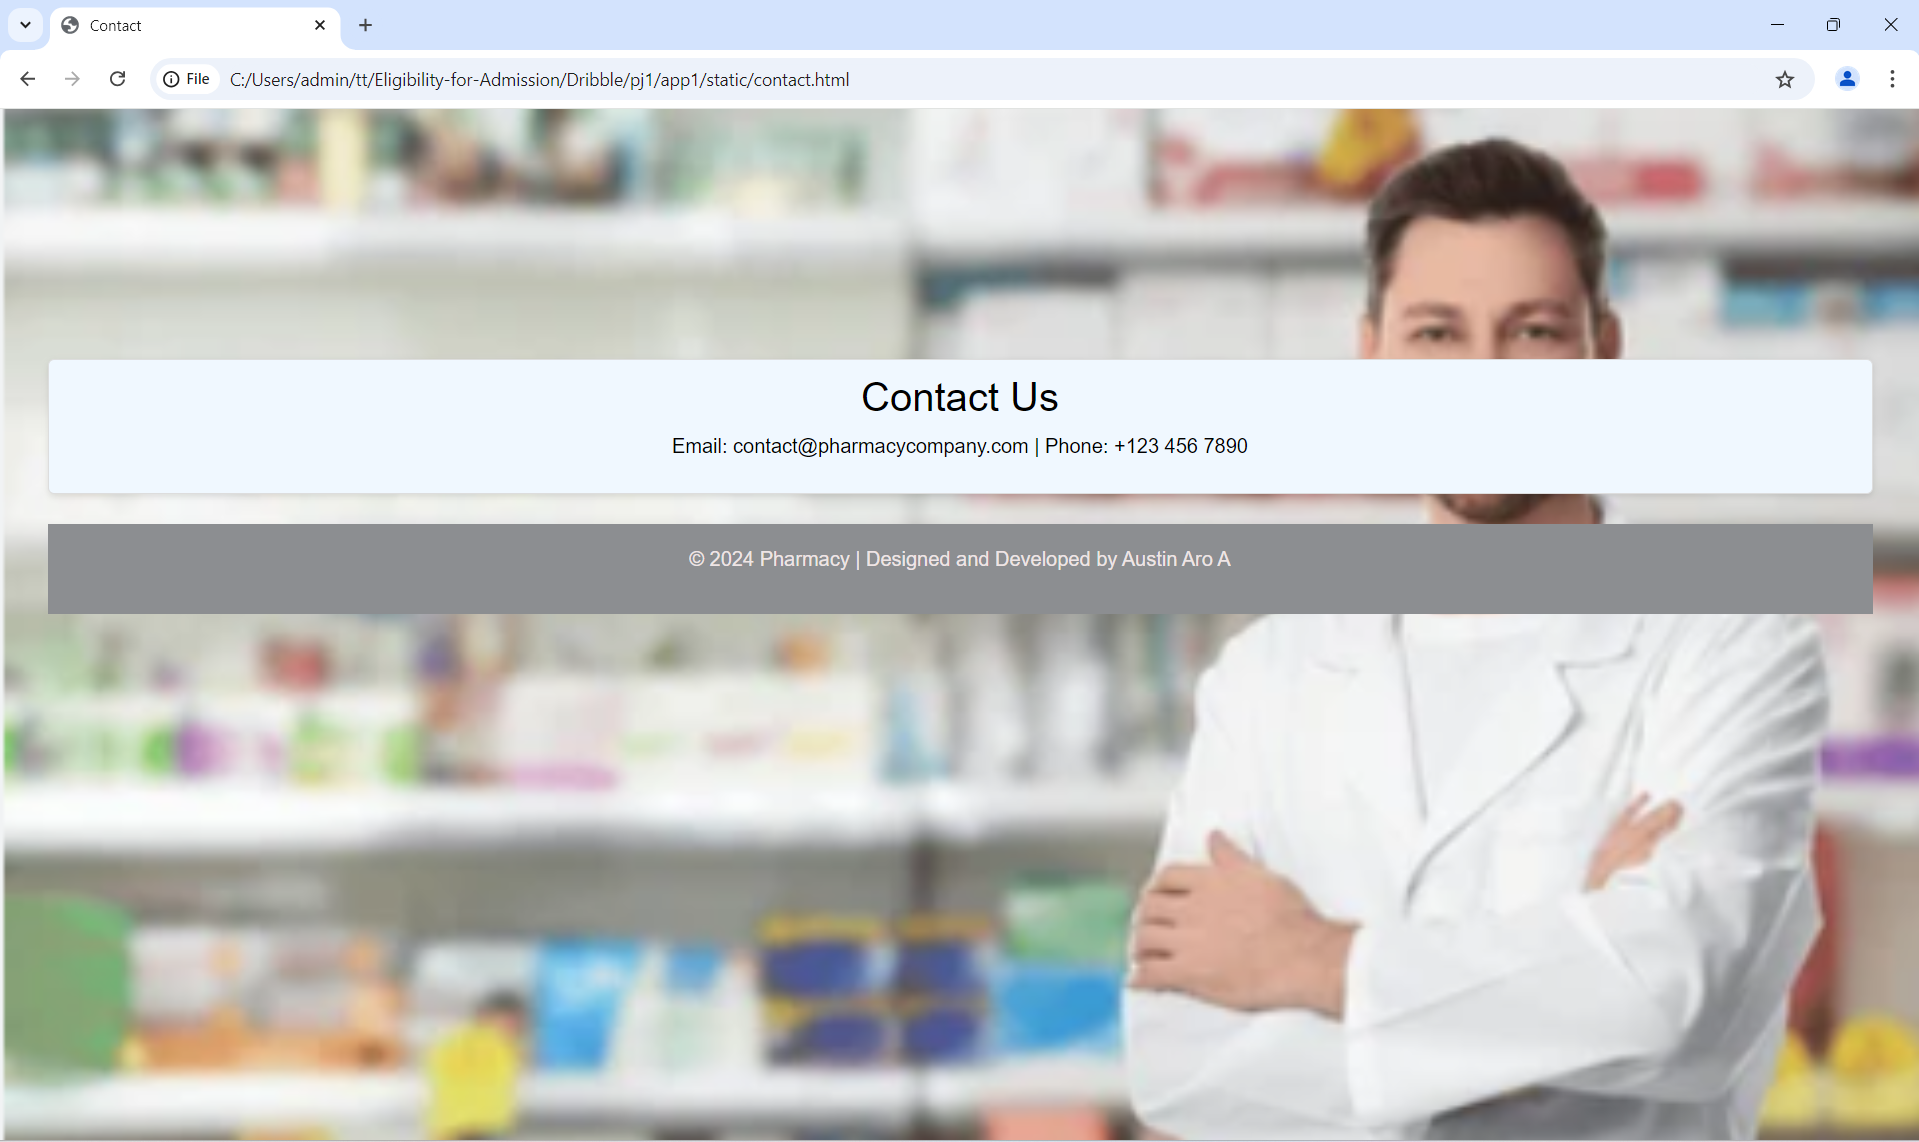 Contact
File
C:/Users/admin/tt/Eligibility-for-Admission/Dribble/pj1/app1/static/contact.html
Contact Us
Email: contact@pharmacycompany.com | Phone: +123 456 7890
© 2024 Pharmacy | Designed and Developed by Austin Aro A